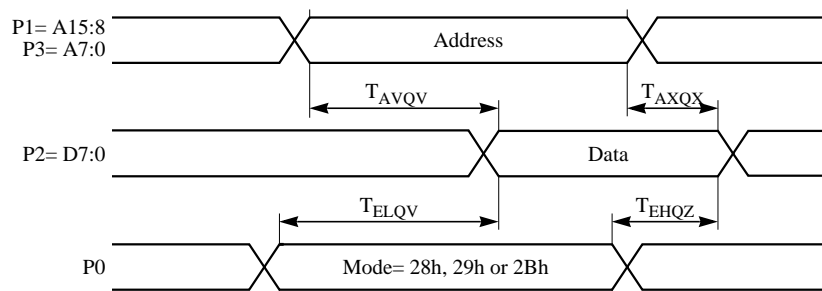 P1= A15:8
P3= A7:0
Address
TAVQV
TAXQX
P2= D7:0
Data
TELQV
TEHQZ
P0
Mode= 28h, 29h or 2Bh